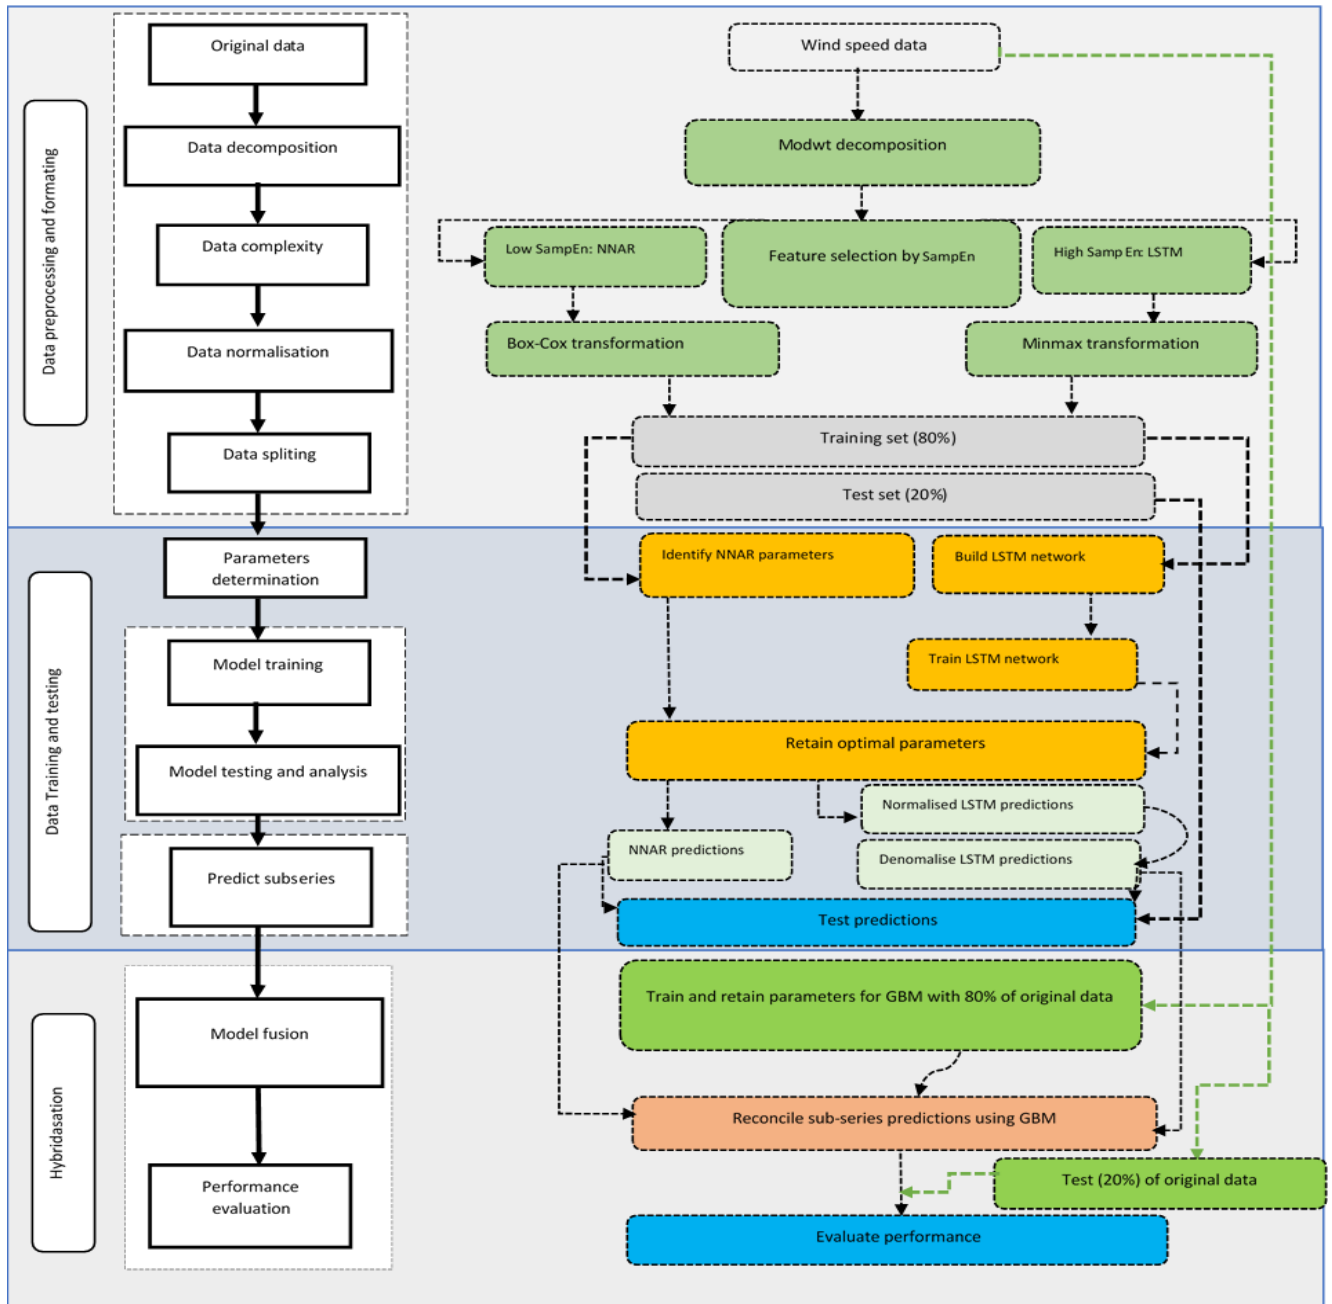 Data preprocessing and formating
Original data
Data decomposition
Data complexity
Data normalisation
Data spliting
Wind speed data
Modwt decomposition
Low SampEn: NNAR
Feature selection by SampEn
High Samp En: LSTM
Box-Cox transformation
Minmax transformation
Training set (80%)
Test set (20%)
Data Training and testing
Parameters
determination
Model training
Model testing and analysis
Predict subseries
Identify NNAR parameters
Build LSTM network
Train LSTM network
Retain optimal parameters
Normalised LSTM predictions
NNAR predictions
Denomalise LSTM predictions
Test predictions
Hybridasation
Model fusion
Performance
evaluation
Train and retain parameters for GBM with 80% of original data
Reconcile sub-series predictions using GBM
Test (20%) of original data
Evaluate performance